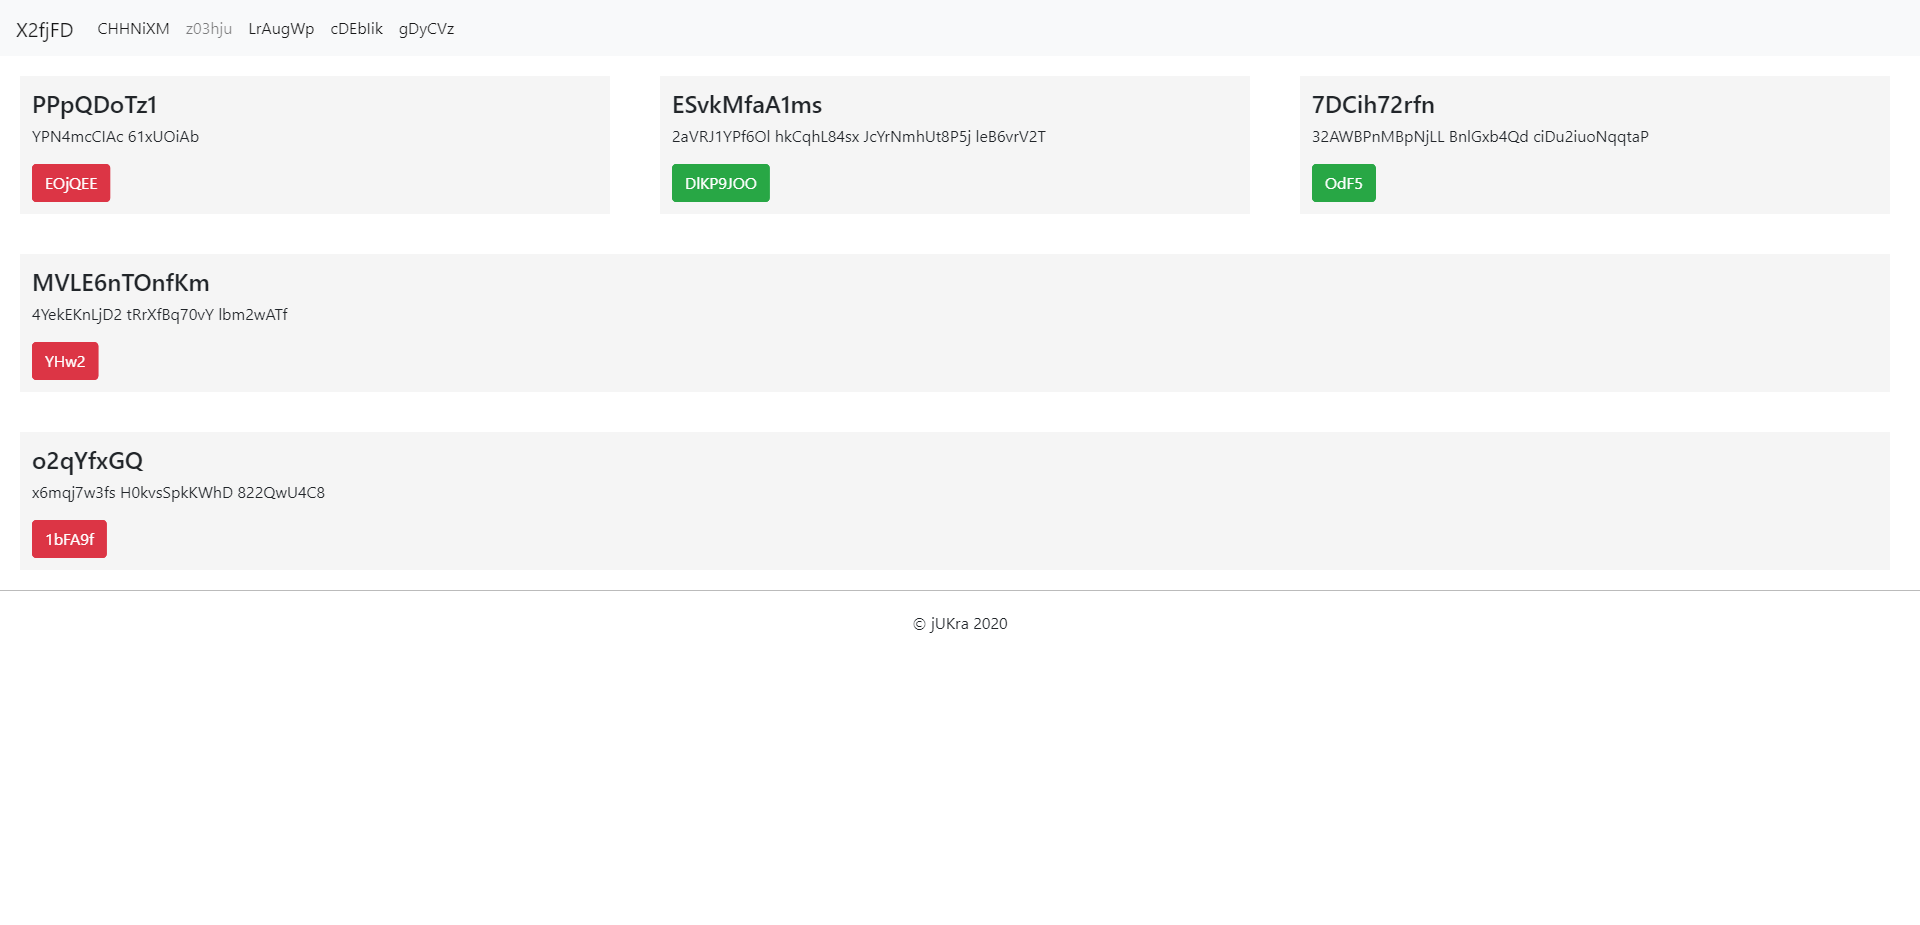 X2fjFD CHHNiXM z03hju LrAugWp cDEbIik gDyCVz
PPpQDoTz1
YPN4mcCIAc 61xUOiAb
EOjQEE
ESvkMfaA1ms
2aVRJ1YPf6Ol hkCqhL84sx JcYrNmhUt8P5j leB6vrV2T
DlKP9JOO
7DCih72rfn
32AWBPnMBpNjLL BnlGxb4Qd ciDu2iuoNqqtaP
OdF5
MVLE6nTOnfKm
4YekEKnLjD2 tRrXfBq70vY lbm2wATf
YHw2
o2qYfxGQ
x6mqj7w3fs H0kvsSpkKWhD 822QwU4C8
1bFA9f
© jUKra 2020